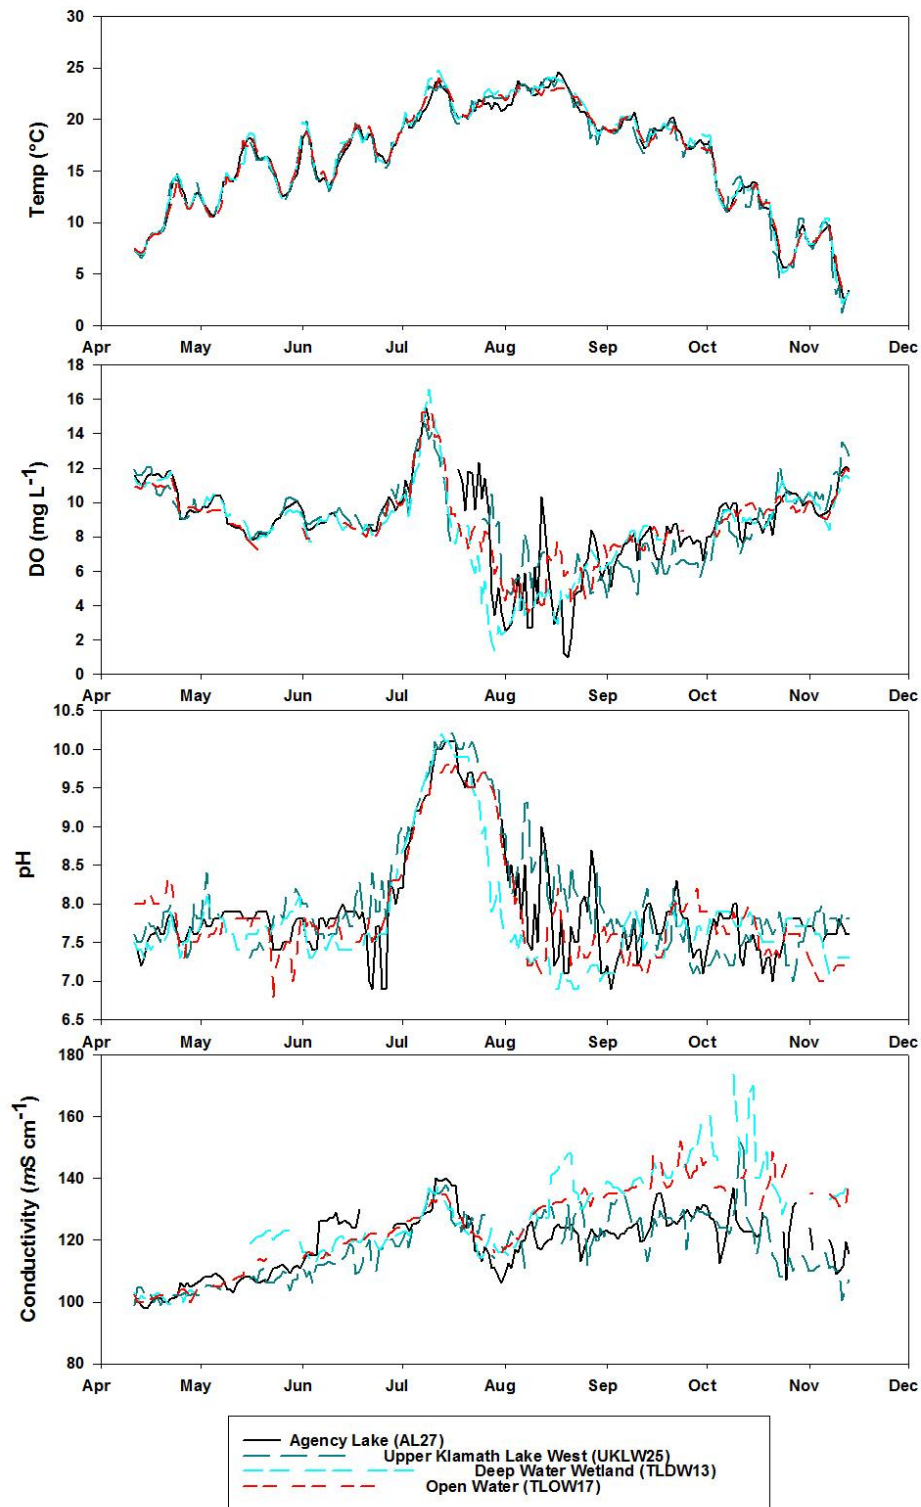 30
25
20
15
10
5
0
Temp (°C)
Apr May Jun Jul Aug Sep Oct Nov Dec
18
16
14
12
10
8
6
4
2
0
DO (mg L⁻¹)
Apr May Jun Jul Aug Sep Oct Nov Dec
10.5
10.0
9.5
9.0
8.5
8.0
7.5
7.0
6.5
pH
Apr May Jun Jul Aug Sep Oct Nov Dec
180
160
140
120
100
80
Conductivity (mS cm⁻¹)
Apr May Jun Jul Aug Sep Oct Nov Dec
Agency Lake (AL27)
Upper Klamath Lake West (UKLW25)
Deep Water Wetland (TLDW13)
Open Water (TLOW17)